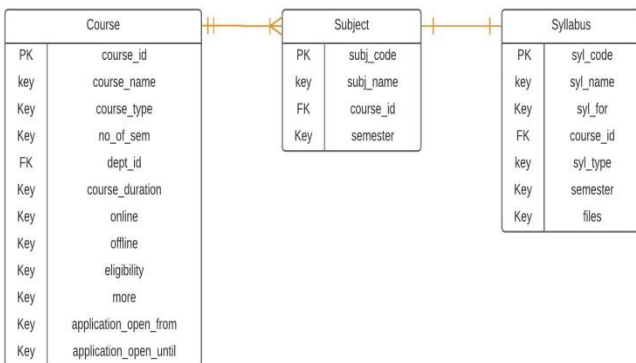 Course
PK course_id
key course_name
Key course_type
Key no_of_sem
FK dept_id
Key course_duration
Key online
Key offline
Key eligibility
Key more
Key application_open_from
Key application_open_until
Subject
PK subj_code
key subj_name
FK course_id
Key semester
Syllabus
PK syl_code
key syl_name
Key syl_for
FK course_id
key syl_type
Key semester
Key files